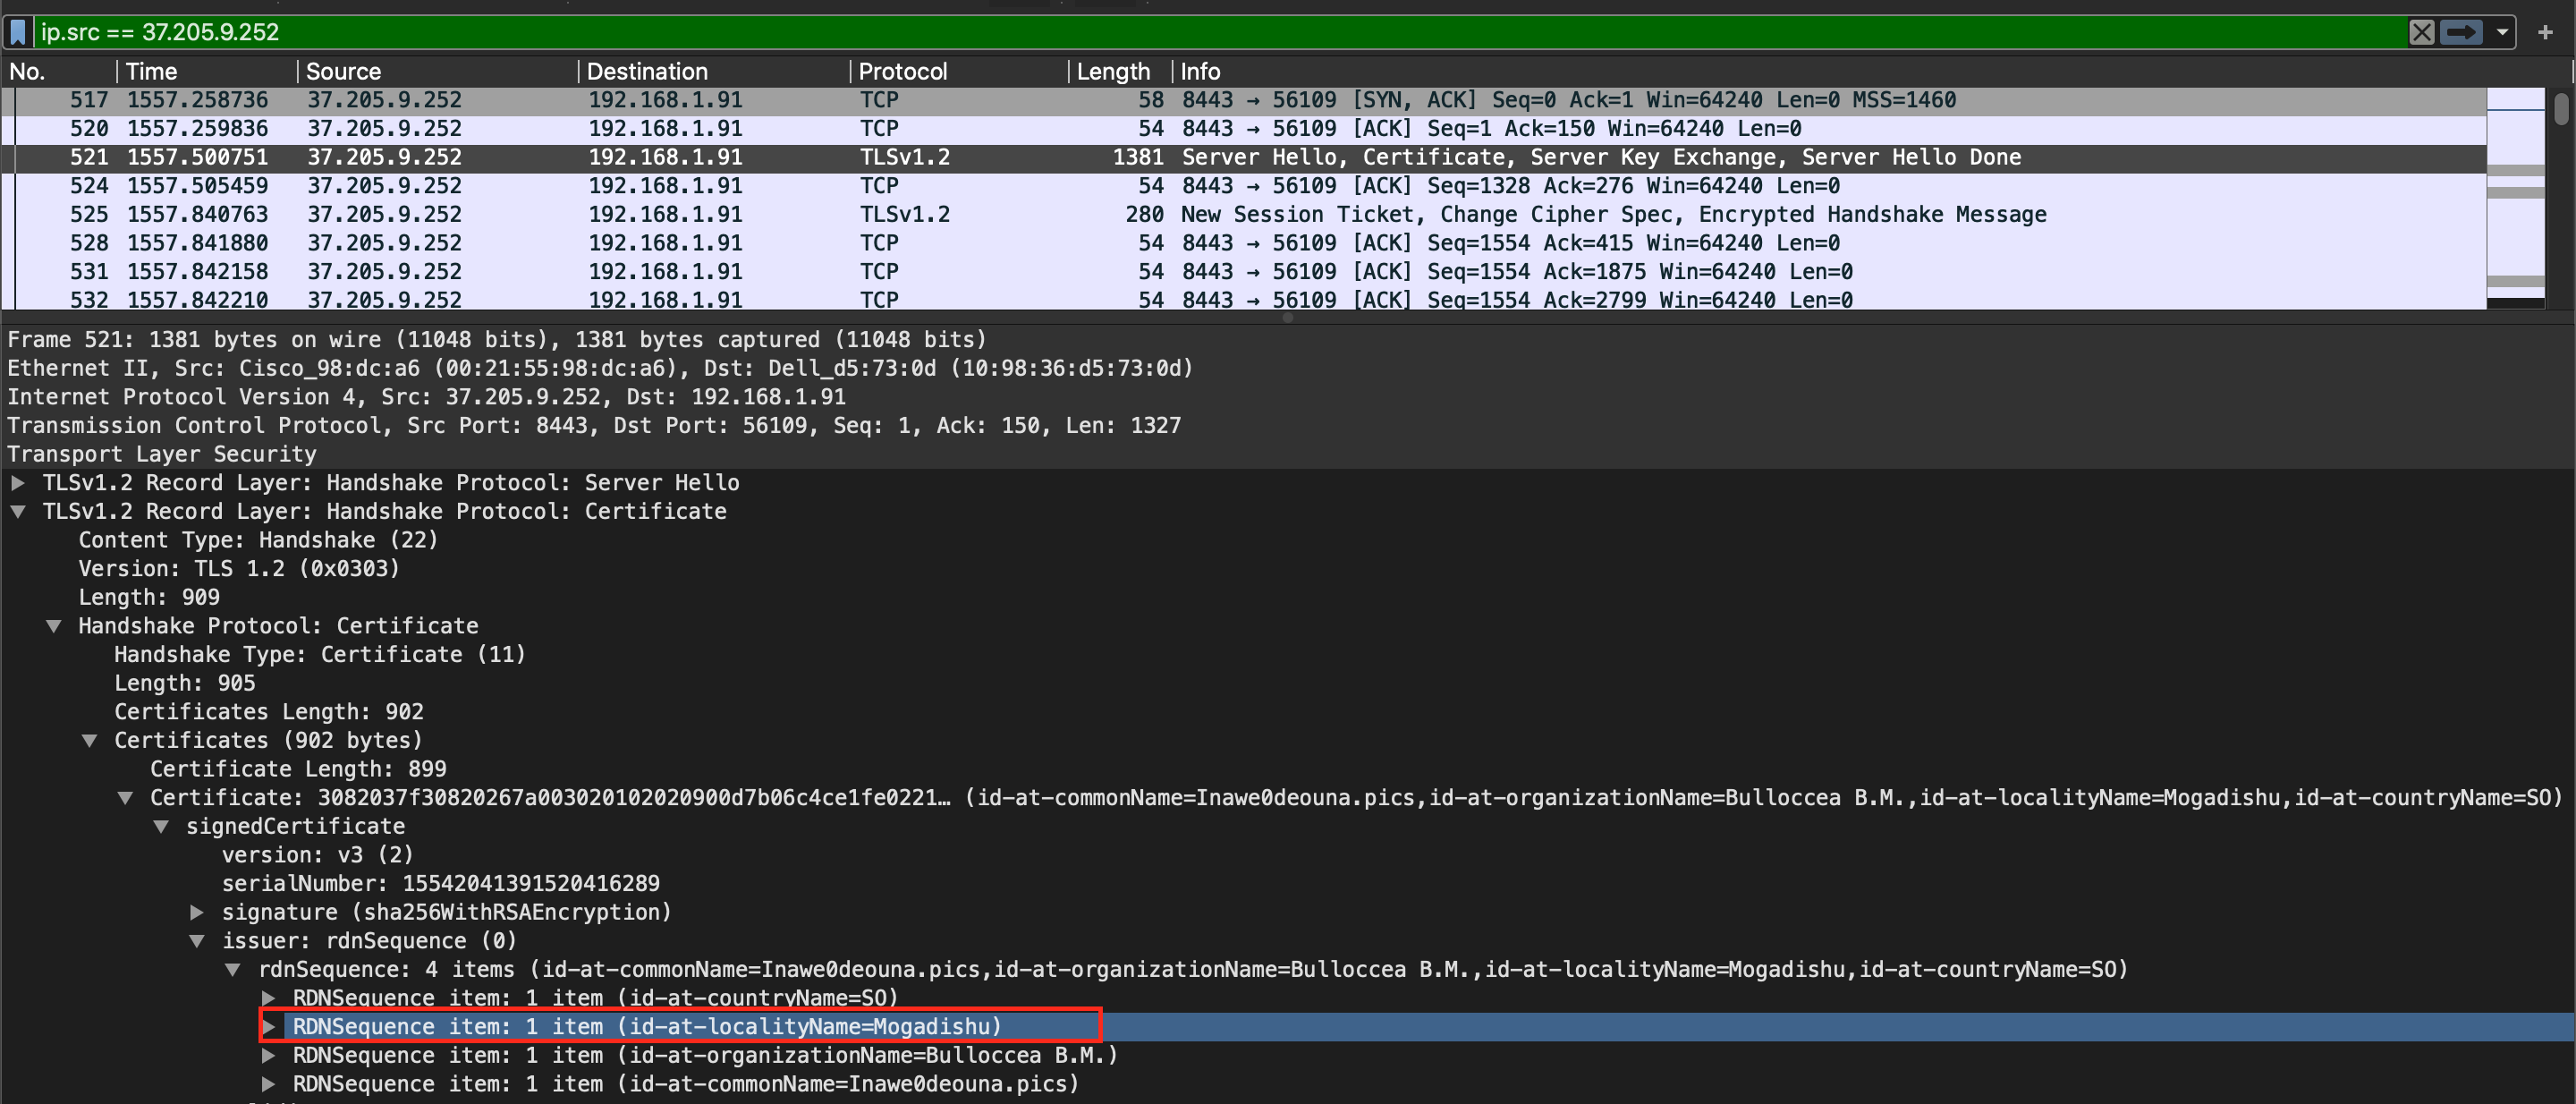 ip.src == 37.205.9.252
No. Time Source Destination Protocol Length Info
517 1557.258736 37.205.9.252 192.168.1.91 TCP 58 8443 → 56109 [SYN, ACK] Seq=0 Ack=1 Win=64240 Len=0 MSS=1460
520 1557.259836 37.205.9.252 192.168.1.91 TCP 54 8443 → 56109 [ACK] Seq=1 Ack=150 Win=64240 Len=0
521 1557.500751 37.205.9.252 192.168.1.91 TLSv1.2 1381 Server Hello, Certificate, Server Key Exchange, Server Hello Done
524 1557.505459 37.205.9.252 192.168.1.91 TCP 54 8443 → 56109 [ACK] Seq=1328 Ack=276 Win=64240 Len=0
525 1557.840763 37.205.9.252 192.168.1.91 TLSv1.2 280 New Session Ticket, Change Cipher Spec, Encrypted Handshake Message
528 1557.841880 37.205.9.252 192.168.1.91 TCP 54 8443 → 56109 [ACK] Seq=1554 Ack=415 Win=64240 Len=0
531 1557.842158 37.205.9.252 192.168.1.91 TCP 54 8443 → 56109 [ACK] Seq=1554 Ack=1875 Win=64240 Len=0
532 1557.842210 37.205.9.252 192.168.1.91 TCP 54 8443 → 56109 [ACK] Seq=1554 Ack=2799 Win=64240 Len=0
Frame 521: 1381 bytes on wire (11048 bits), 1381 bytes captured (11048 bits)
Ethernet II, Src: Cisco_98:dc:a6 (00:21:55:98:dc:a6), Dst: Dell_d5:73:0d (10:98:36:d5:73:0d)
Internet Protocol Version 4, Src: 37.205.9.252, Dst: 192.168.1.91
Transmission Control Protocol, Src Port: 8443, Dst Port: 56109, Seq: 1, Ack: 150, Len: 1327
Transport Layer Security
TLSv1.2 Record Layer: Handshake Protocol: Server Hello
TLSv1.2 Record Layer: Handshake Protocol: Certificate
Content Type: Handshake (22)
Version: TLS 1.2 (0x0303)
Length: 909
Handshake Protocol: Certificate
Handshake Type: Certificate (11)
Length: 905
Certificates Length: 902
Certificates (902 bytes)
Certificate Length: 899
Certificate: 3082037f30820267a003020102020900d7b06c4ce1fe0221… (id-at-commonName=Inawe0deouna.pics,id-at-organizationName=Bulloccea B.M.,id-at-localityName=Mogadishu,id-at-countryName=SO)
signedCertificate
version: v3 (2)
serialNumber: 15542041391520416289
signature (sha256WithRSAEncryption)
issuer: rdnSequence (0)
rdnSequence: 4 items (id-at-commonName=Inawe0deouna.pics,id-at-organizationName=Bulloccea B.M.,id-at-localityName=Mogadishu,id-at-countryName=SO)
RDNSequence item: 1 item (id-at-countryName=SO)
RDNSequence item: 1 item (id-at-localityName=Mogadishu)
RDNSequence item: 1 item (id-at-organizationName=Bulloccea B.M.)
RDNSequence item: 1 item (id-at-commonName=Inawe0deouna.pics)